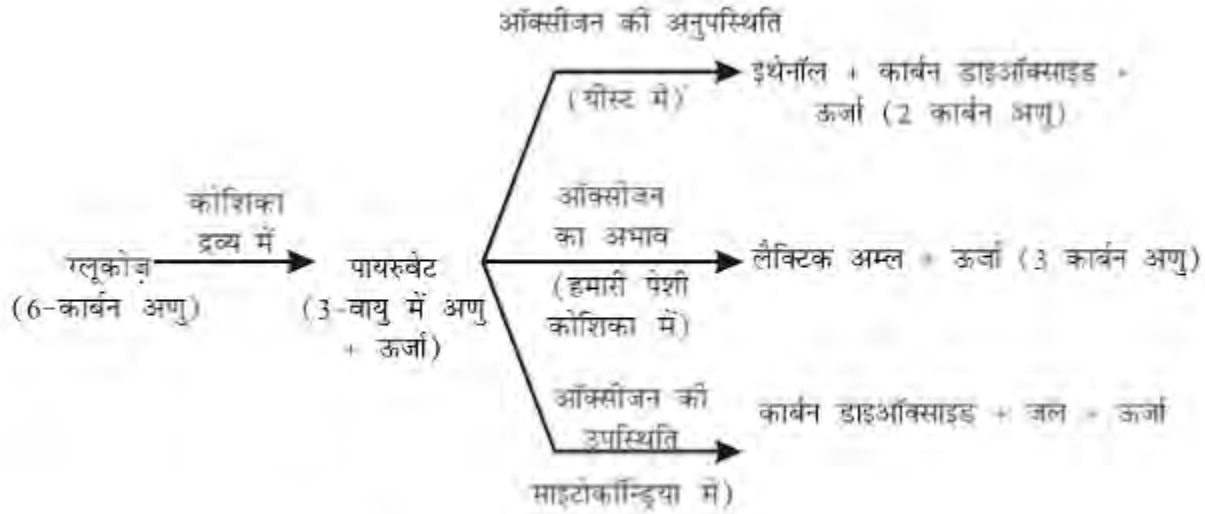 ऑक्सीजन की अनुपस्थिति
(यीस्ट में)
इथेनॉल + कार्बन डाइऑक्साइड +
ऊर्जा (2 कार्बन अणु)
कोशिका
द्रव्य में
ग्लूकोज़
(6-कार्बन अणु)
पायरुवेट
(3-वायु में अणु
+ ऊर्जा)
ऑक्सीजन
का अभाव
(हमारी पेशी
कोशिका में)
लैक्टिक अम्ल + ऊर्जा (3 कार्बन अणु)
ऑक्सीजन की
उपस्थिति
माइटोकॉन्ड्रिया में)
कार्बन डाइऑक्साइड + जल + ऊर्जा